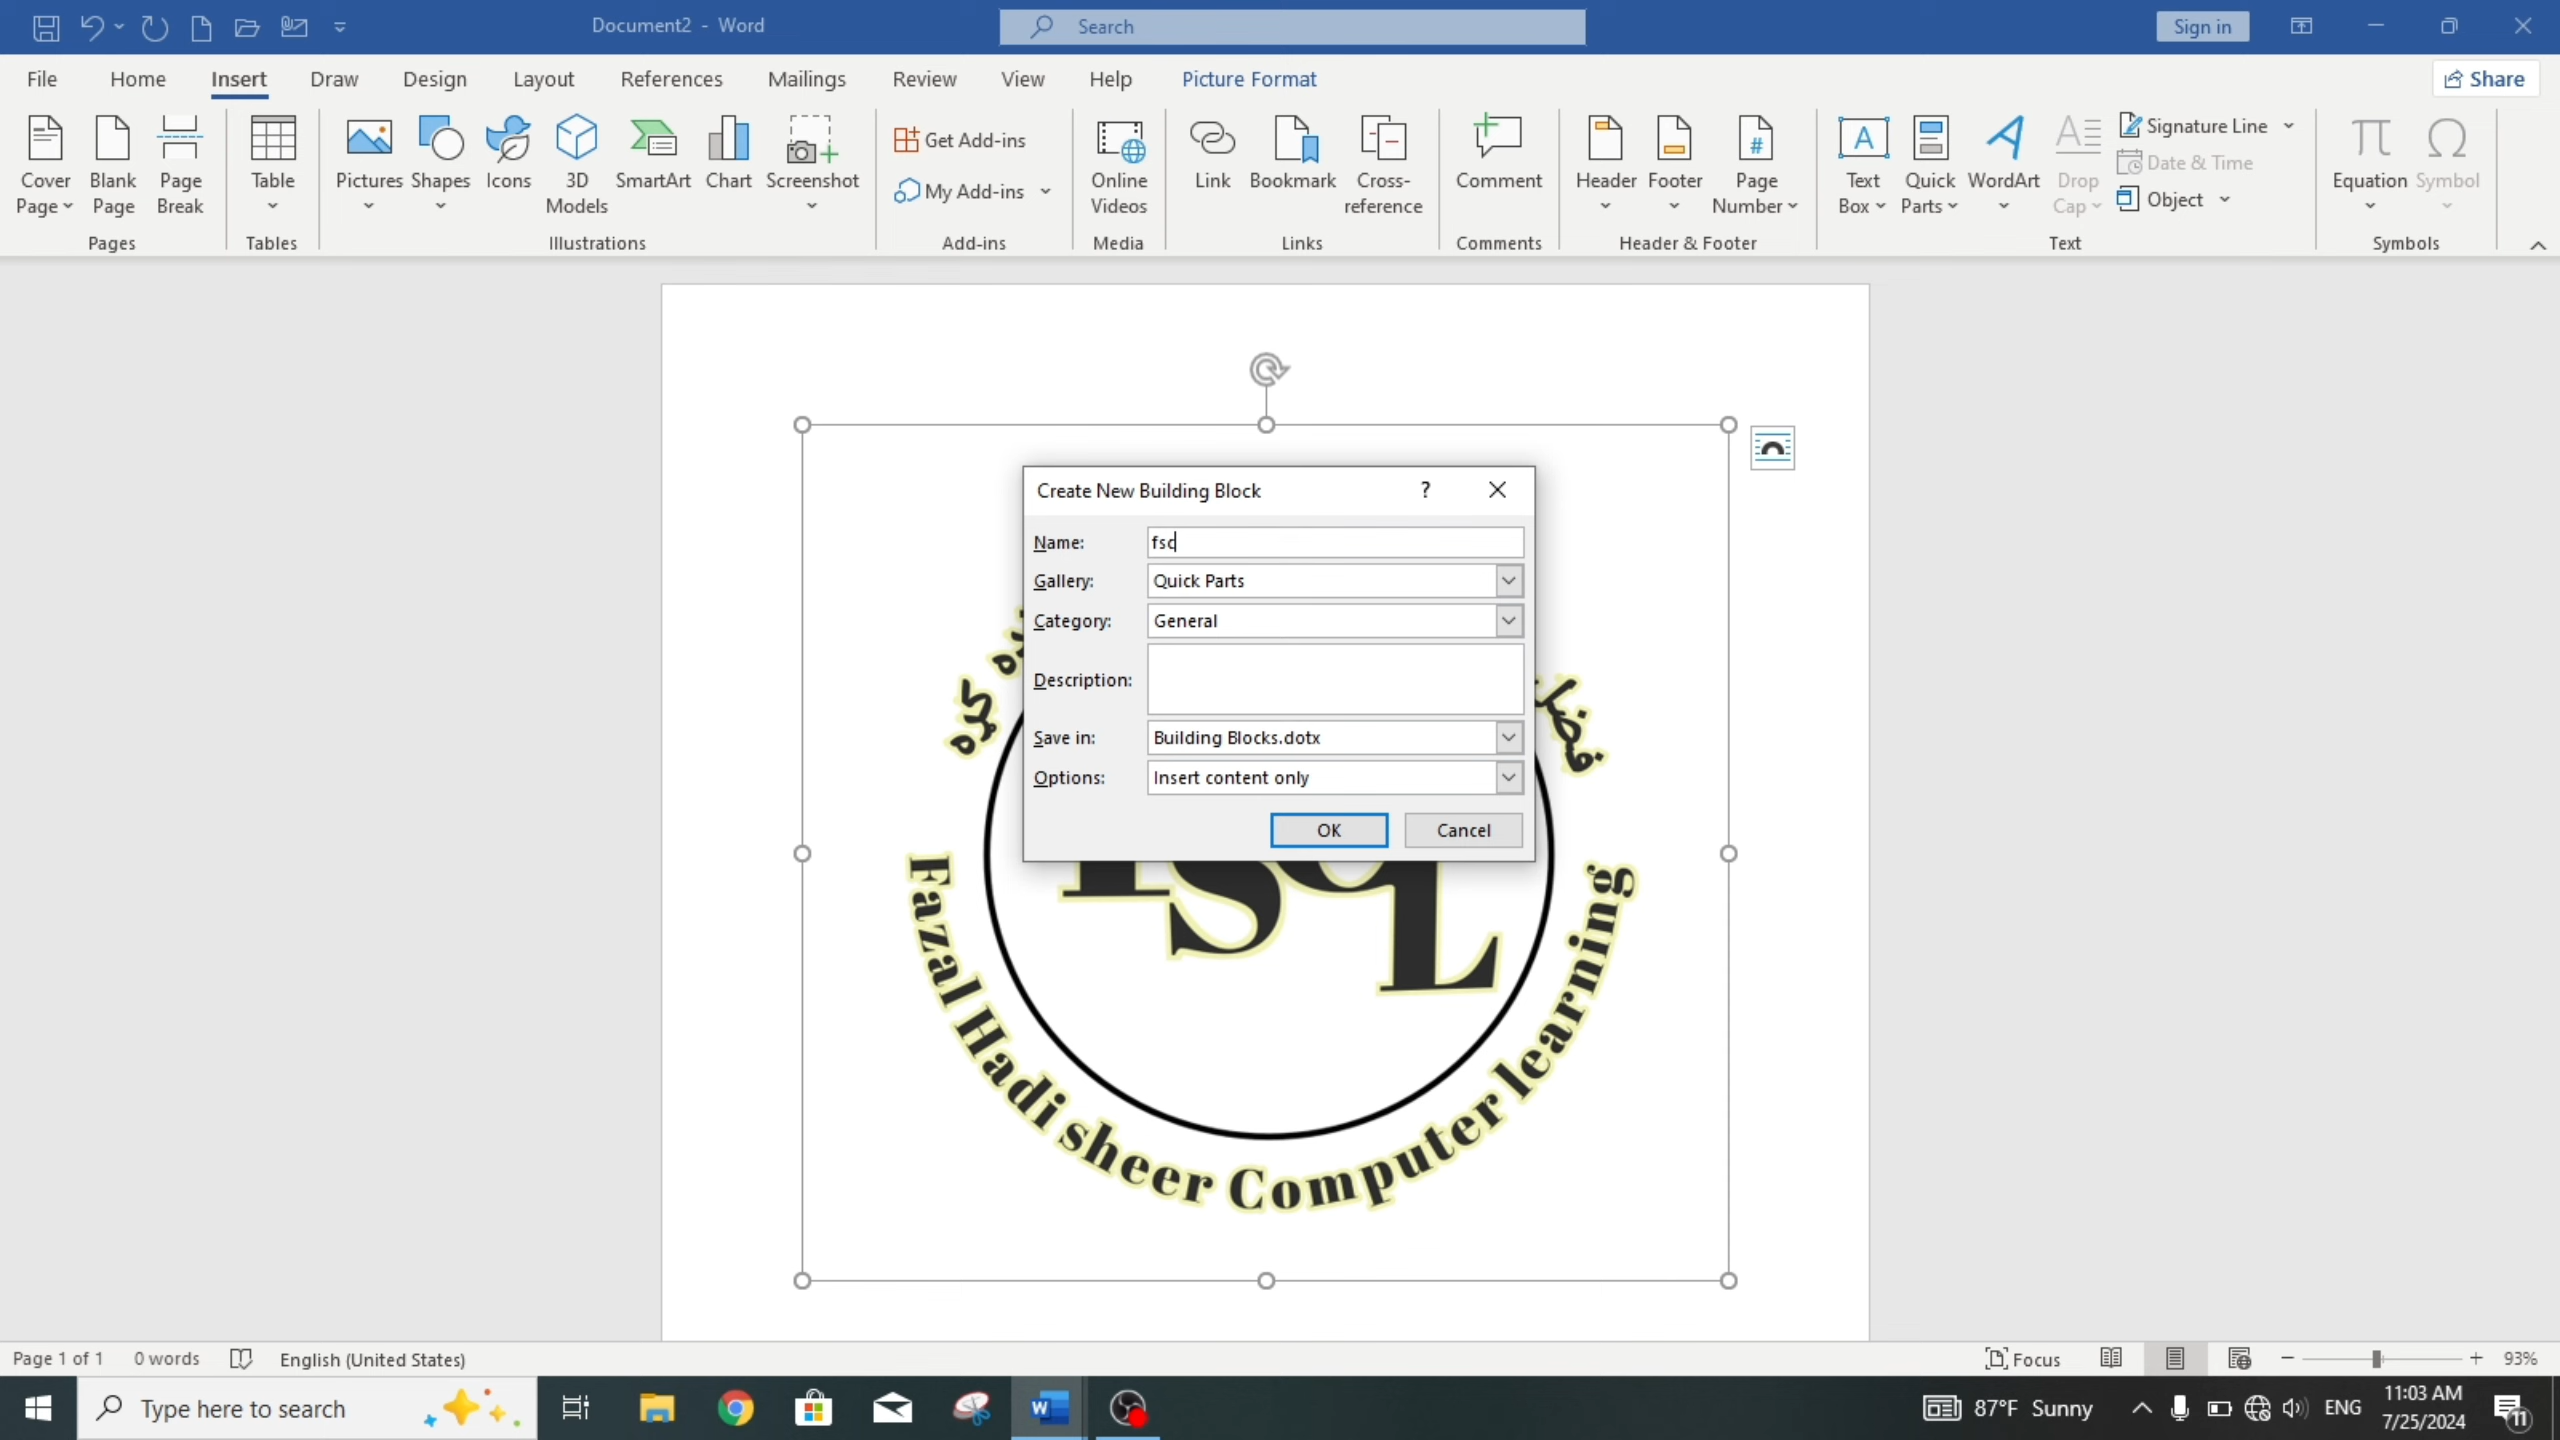 Document2 - Word
Search
Sign in
File Home Insert Draw Design Layout References Mailings Review View Help Picture Format
Share
Cover Page
Blank Page
Page Break
Pages
Table
Tables
Pictures
Shapes
Icons
3D Models
SmartArt
Chart
Screenshot
Illustrations
Get Add-ins
My Add-ins
Add-ins
Online Videos
Media
Link
Bookmark
Cross-reference
Links
Comment
Comments
Header
Footer
Page Number
Header & Footer
Text Box
Quick Parts
WordArt
Drop Cap
Signature Line
Date & Time
Object
Text
Equation
Symbol
Symbols
Create New Building Block
Name: fsc
Gallery: Quick Parts
Category: General
Description:
Save in: Building Blocks.dotx
Options: Insert content only
OK Cancel
Fazal Hadi sheer Computer learning
Page 1 of 1 0 words English (United States)
Focus
93%
Type here to search
87°F Sunny
ENG
11:03 AM
7/25/2024
11